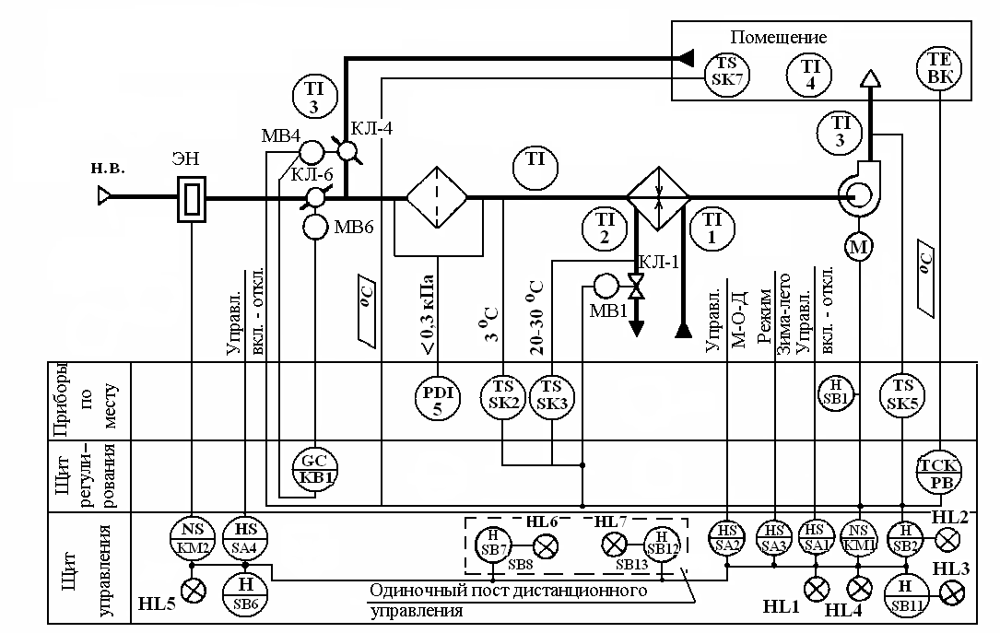 Помещение
TS
SK7
TI
4
TE
BK
TI
3
КЛ-4
МВ4
TI
3
ЭН
КЛ-6
TI
н.в.
МВ6
TI
2
TI
1
М
КЛ-1
МВ1
°C
°C
Управл.
вкл. - откл.
< 0,3 кПа
3 °C
20-30 °C
Управл.
М-О-Д
Режим
Зима-лето
Управл.
вкл. - откл.
Приборы
по
месту
PDI
5
TS
SK2
TS
SK3
H
SB1
TS
SK5
Щит
регули–
рования
GC
KB1
TCK
PB
Щит
управления
NS
KM2
HS
SA4
H
SB7
HL6
HL7
H
SB12
SB8
SB13
HS
SA2
HS
SA3
HS
SA1
NS
KM1
H
SB2
HL2
HL5
H
SB6
Одиночный пост дистанционного
управления
HL1
HL4
H
SB11
HL3